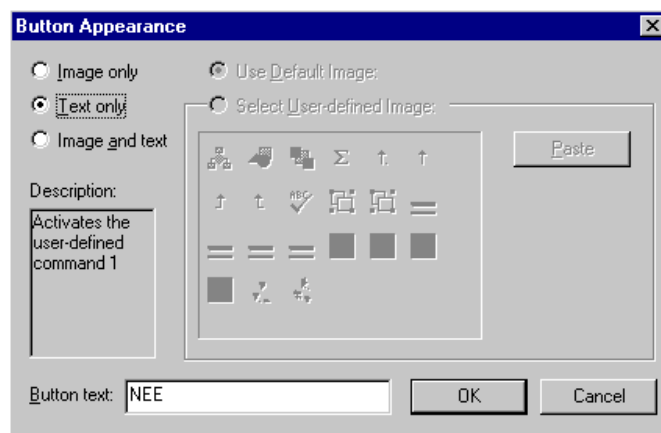 Button Appearance
Image only
Use Default Image:
Text only
Select User-defined Image:
Image and text
Paste
Σ
ABC
Description:
Activates the
user-defined
command 1
Button text: NEE
OK
Cancel